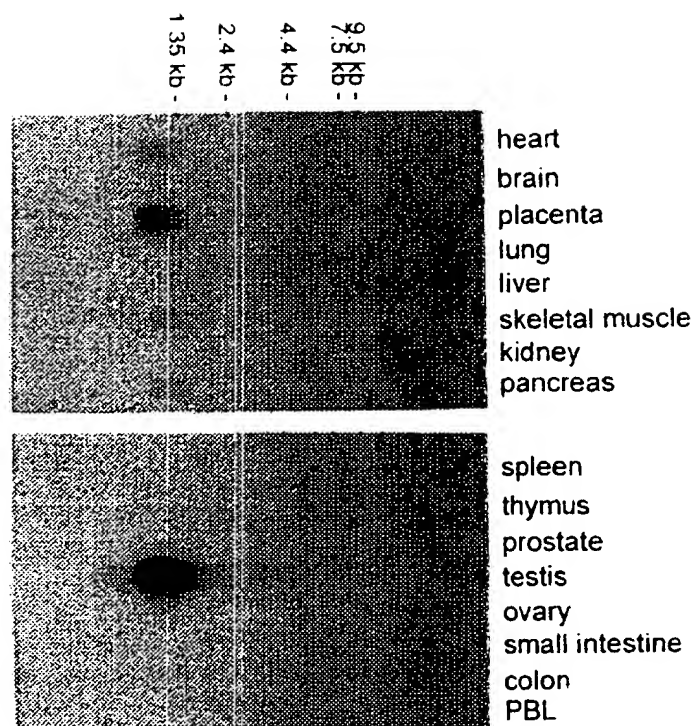 1.35 kb -
2.4 kb -
4.4 kb -
7.5 kb -
9.5 kb -
heart
brain
placenta
lung
liver
skeletal muscle
kidney
pancreas
spleen
thymus
prostate
testis
ovary
small intestine
colon
PBL